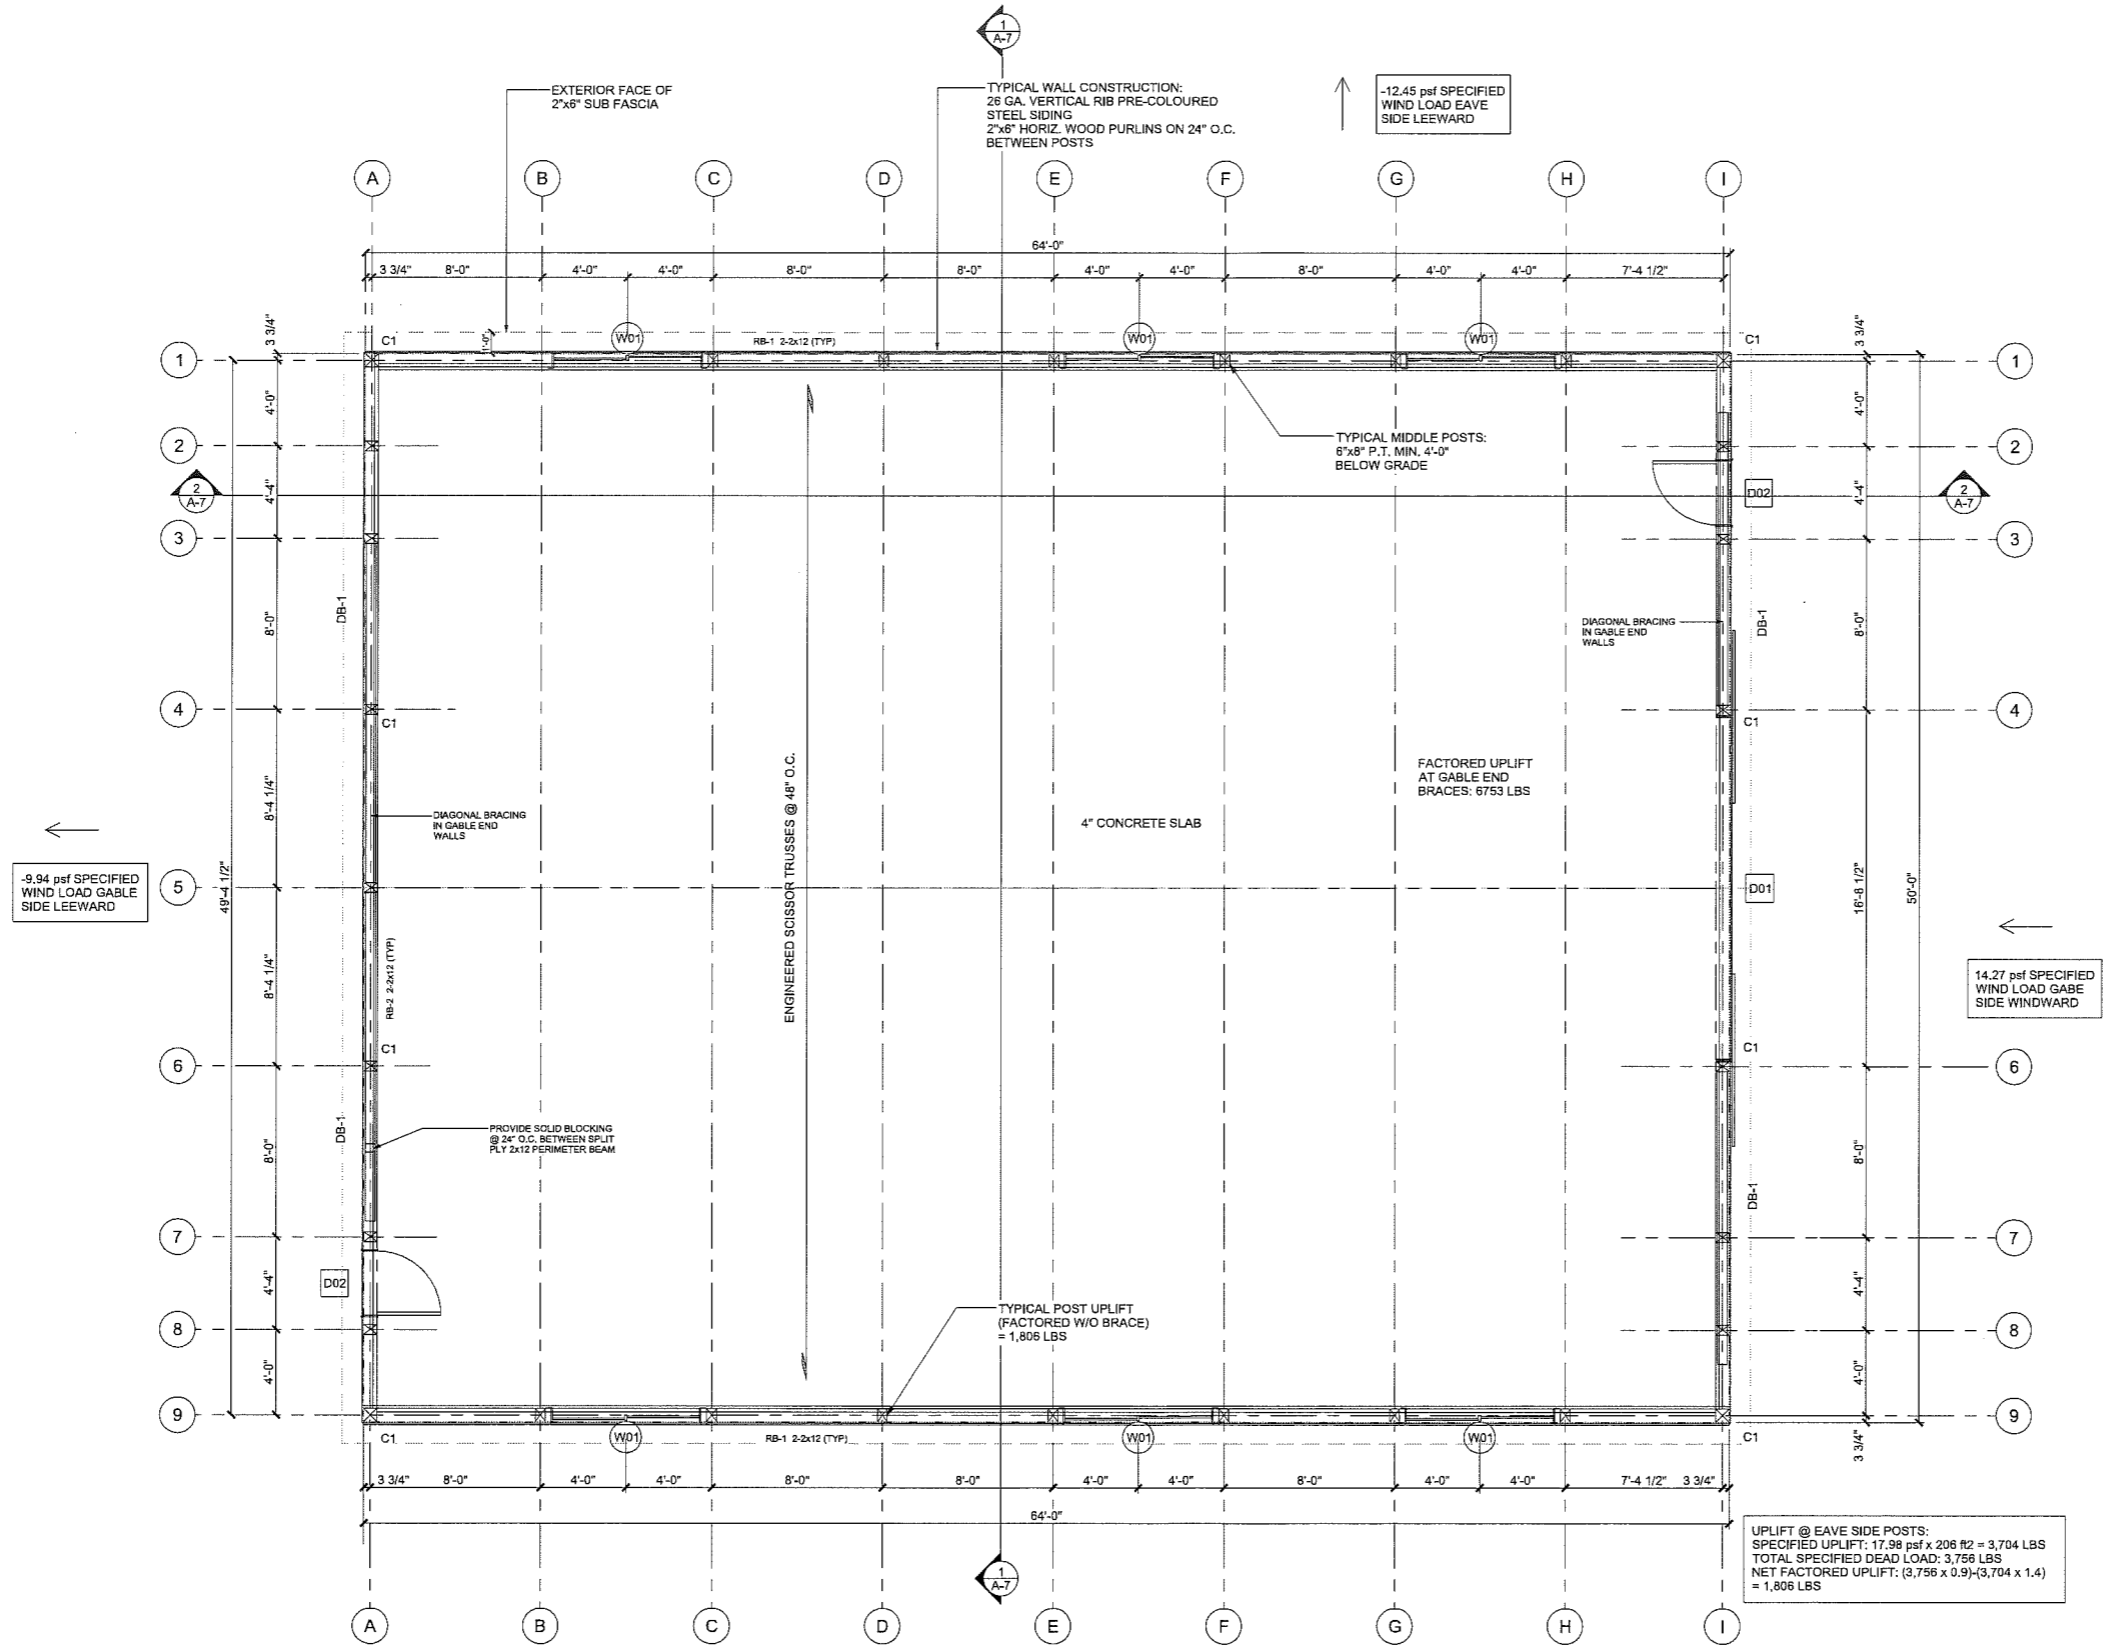 1
A-7
EXTERIOR FACE OF
2"x6" SUB FASCIA
TYPICAL WALL CONSTRUCTION:
26 GA. VERTICAL RIB PRE-COLOURED
STEEL SIDING
2"x6" HORIZ. WOOD PURLINS ON 24" O.C.
BETWEEN POSTS
-12.45 psf SPECIFIED
WIND LOAD EAVE
SIDE LEEWARD
A B C D E F G H I
64'-0"
3 3/4" 8'-0" 4'-0" 4'-0" 8'-0" 8'-0" 4'-0" 4'-0" 8'-0" 4'-0" 4'-0" 7'-4 1/2"
3 3/4"
3 3/4"
C1
1'-0"
W01
RB-1 2-2x12 (TYP)
W01
W01
C1
1
1
4'-0"
4'-0"
TYPICAL MIDDLE POSTS:
6"x8" P.T. MIN. 4'-0"
BELOW GRADE
2
2
2
A-7
4'-4"
D02
4'-4"
2
A-7
3
3
DB-1
8'-0"
DIAGONAL BRACING
IN GABLE END
WALLS
DB-1
8'-0"
4
C1
C1
4
ENGINEERED SCISSOR TRUSSES @ 48" O.C.
FACTORED UPLIFT
AT GABLE END
BRACES: 6753 LBS
8'-4 1/4"
DIAGONAL BRACING
IN GABLE END
WALLS
4" CONCRETE SLAB
-9.94 psf SPECIFIED
WIND LOAD GABLE
SIDE LEEWARD
49'-4 1/2"
5
D01
16'-8 1/2"
50'-0"
8'-4 1/4"
RB-2 2-2x12 (TYP)
14.27 psf SPECIFIED
WIND LOAD GABE
SIDE WINDWARD
C1
C1
6
6
DB-1
8'-0"
PROVIDE SOLID BLOCKING
@ 24" O.C. BETWEEN SPLIT
PLY 2x12 PERIMETER BEAM
8'-0"
DB-1
7
7
D02
4'-4"
4'-4"
8
8
TYPICAL POST UPLIFT
(FACTORED W/O BRACE)
= 1,806 LBS
4'-0"
4'-0"
9
9
C1
W01
RB-1 2-2x12 (TYP)
W01
W01
C1
3 3/4"
3 3/4" 8'-0" 4'-0" 4'-0" 8'-0" 8'-0" 4'-0" 4'-0" 8'-0" 4'-0" 4'-0" 7'-4 1/2" 3 3/4"
64'-0"
1
A-7
UPLIFT @ EAVE SIDE POSTS:
SPECIFIED UPLIFT: 17.98 psf x 206 ft2 = 3,704 LBS
TOTAL SPECIFIED DEAD LOAD: 3,756 LBS
NET FACTORED UPLIFT: (3,756 x 0.9)-(3,704 x 1.4)
= 1,806 LBS
A B C D E F G H I